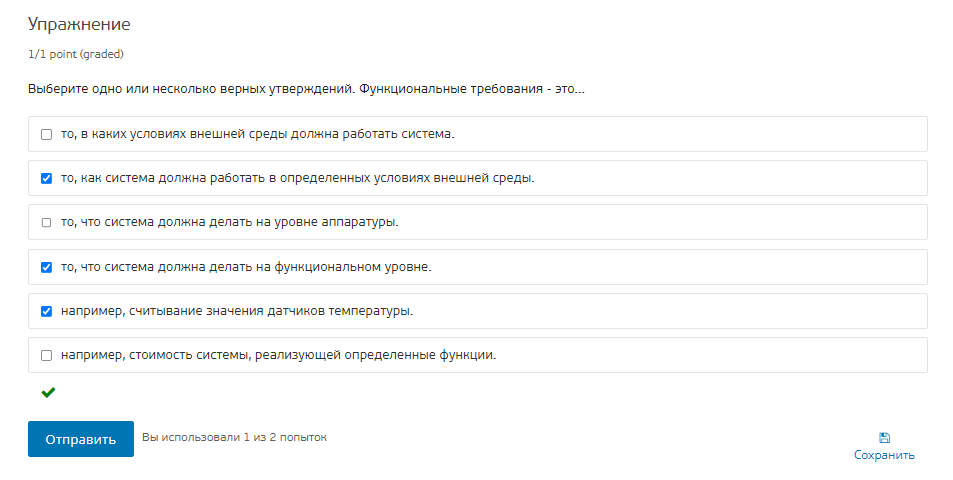 Упражнение
1/1 point (graded)
Выберите одно или несколько верных утверждений. Функциональные требования - это...
то, в каких условиях внешней среды должна работать система.
то, как система должна работать в определенных условиях внешней среды.
то, что система должна делать на уровне аппаратуры.
то, что система должна делать на функциональном уровне.
например, считывание значения датчиков температуры.
например, стоимость системы, реализующей определенные функции.
Отправить Вы использовали 1 из 2 попыток
Сохранить